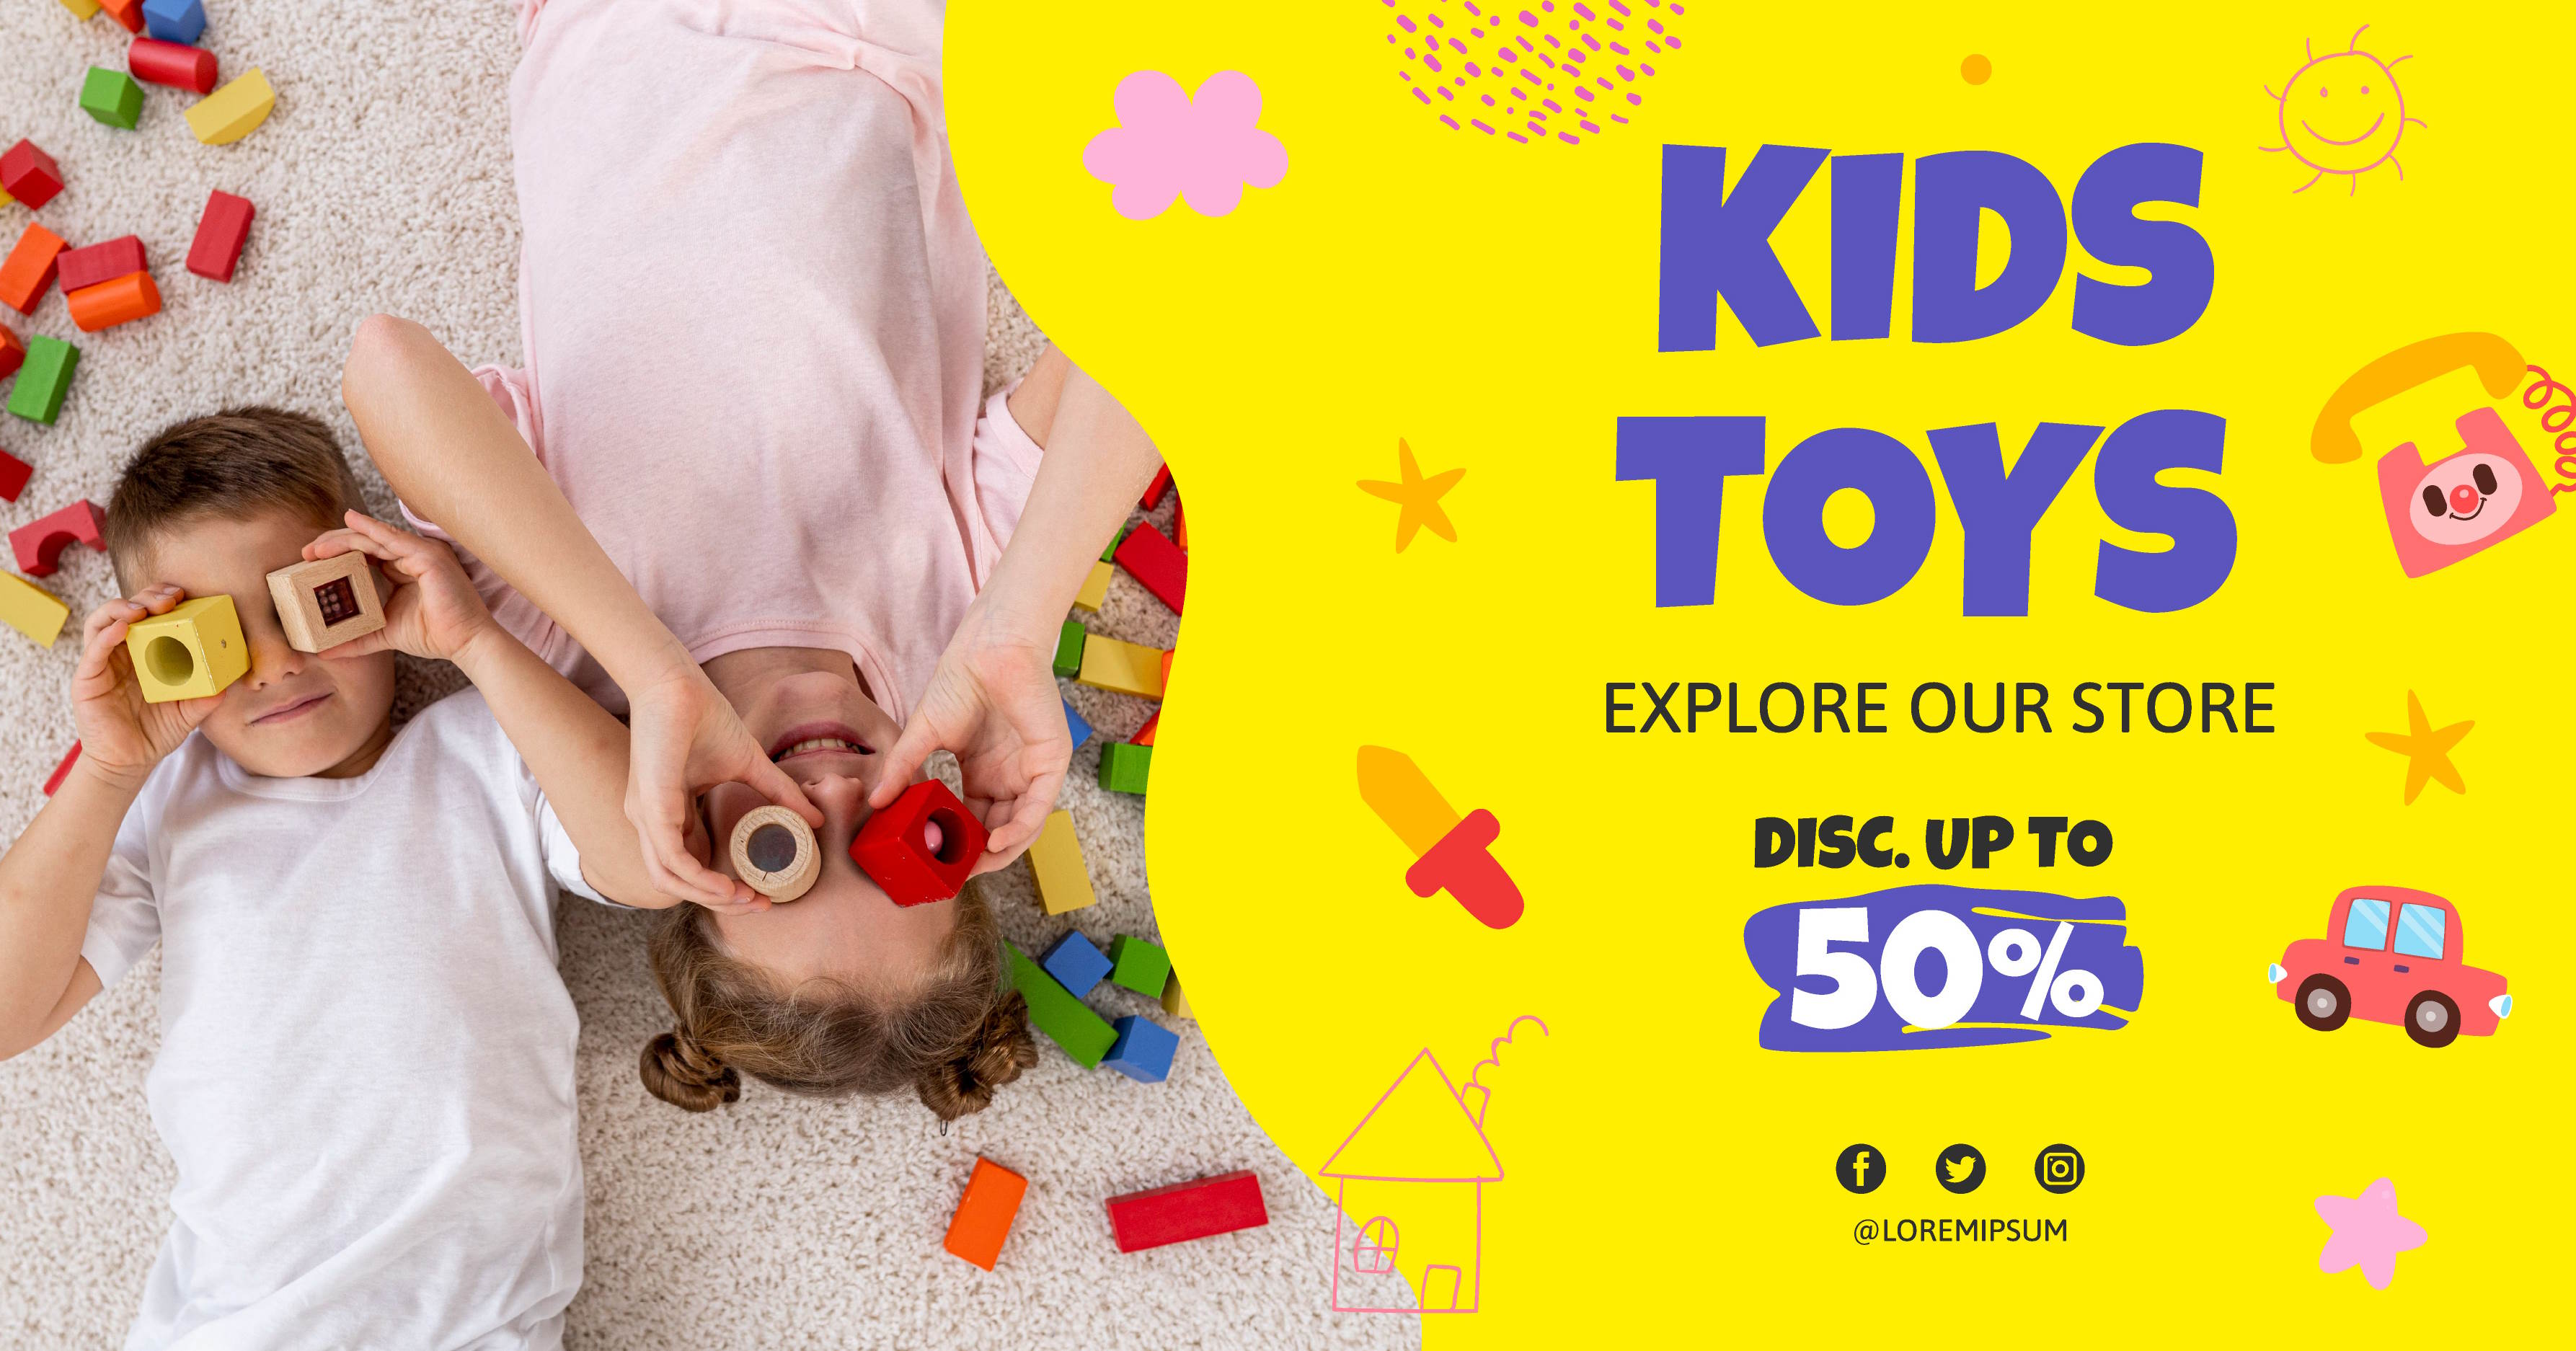 KIDS
TOYS
EXPLORE OUR STORE
DISC. UP TO
50%
@LOREMIPSUM